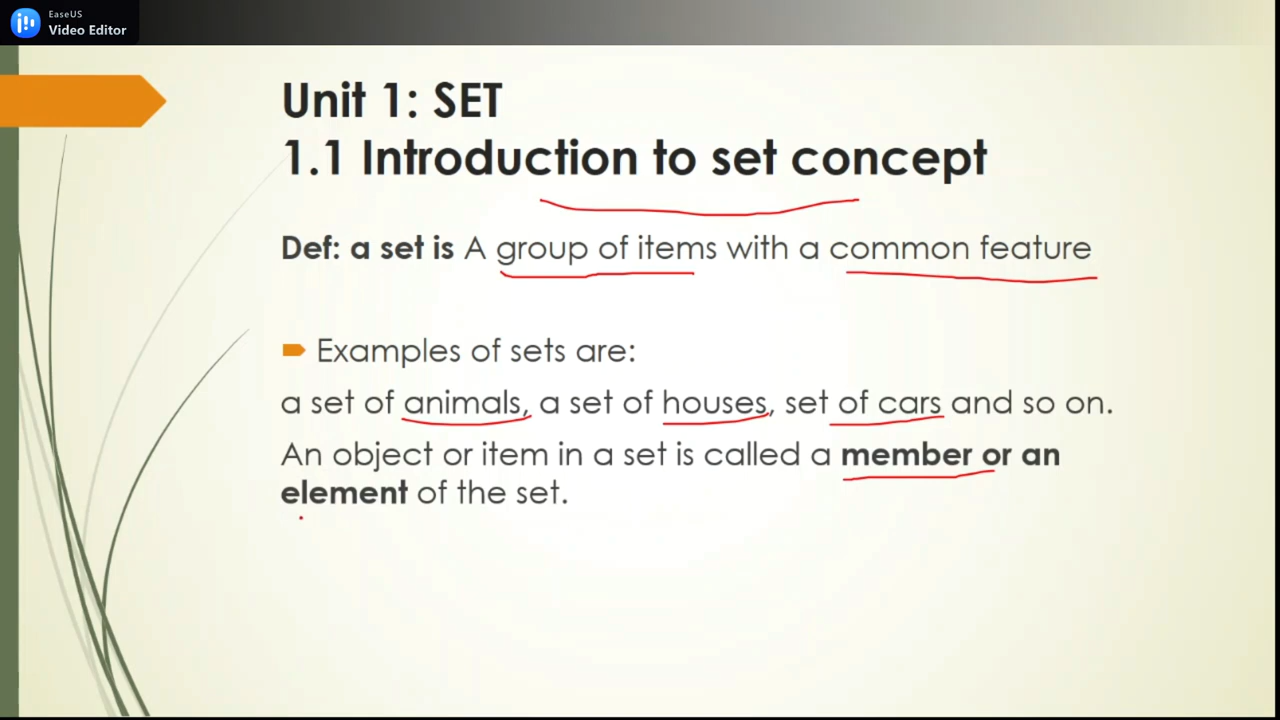 EaseUS
Video Editor
Unit 1: SET
1.1 Introduction to set concept
Def: a set is A group of items with a common feature
Examples of sets are:
a set of animals, a set of houses, set of cars and so on.
An object or item in a set is called a member or an
element of the set.